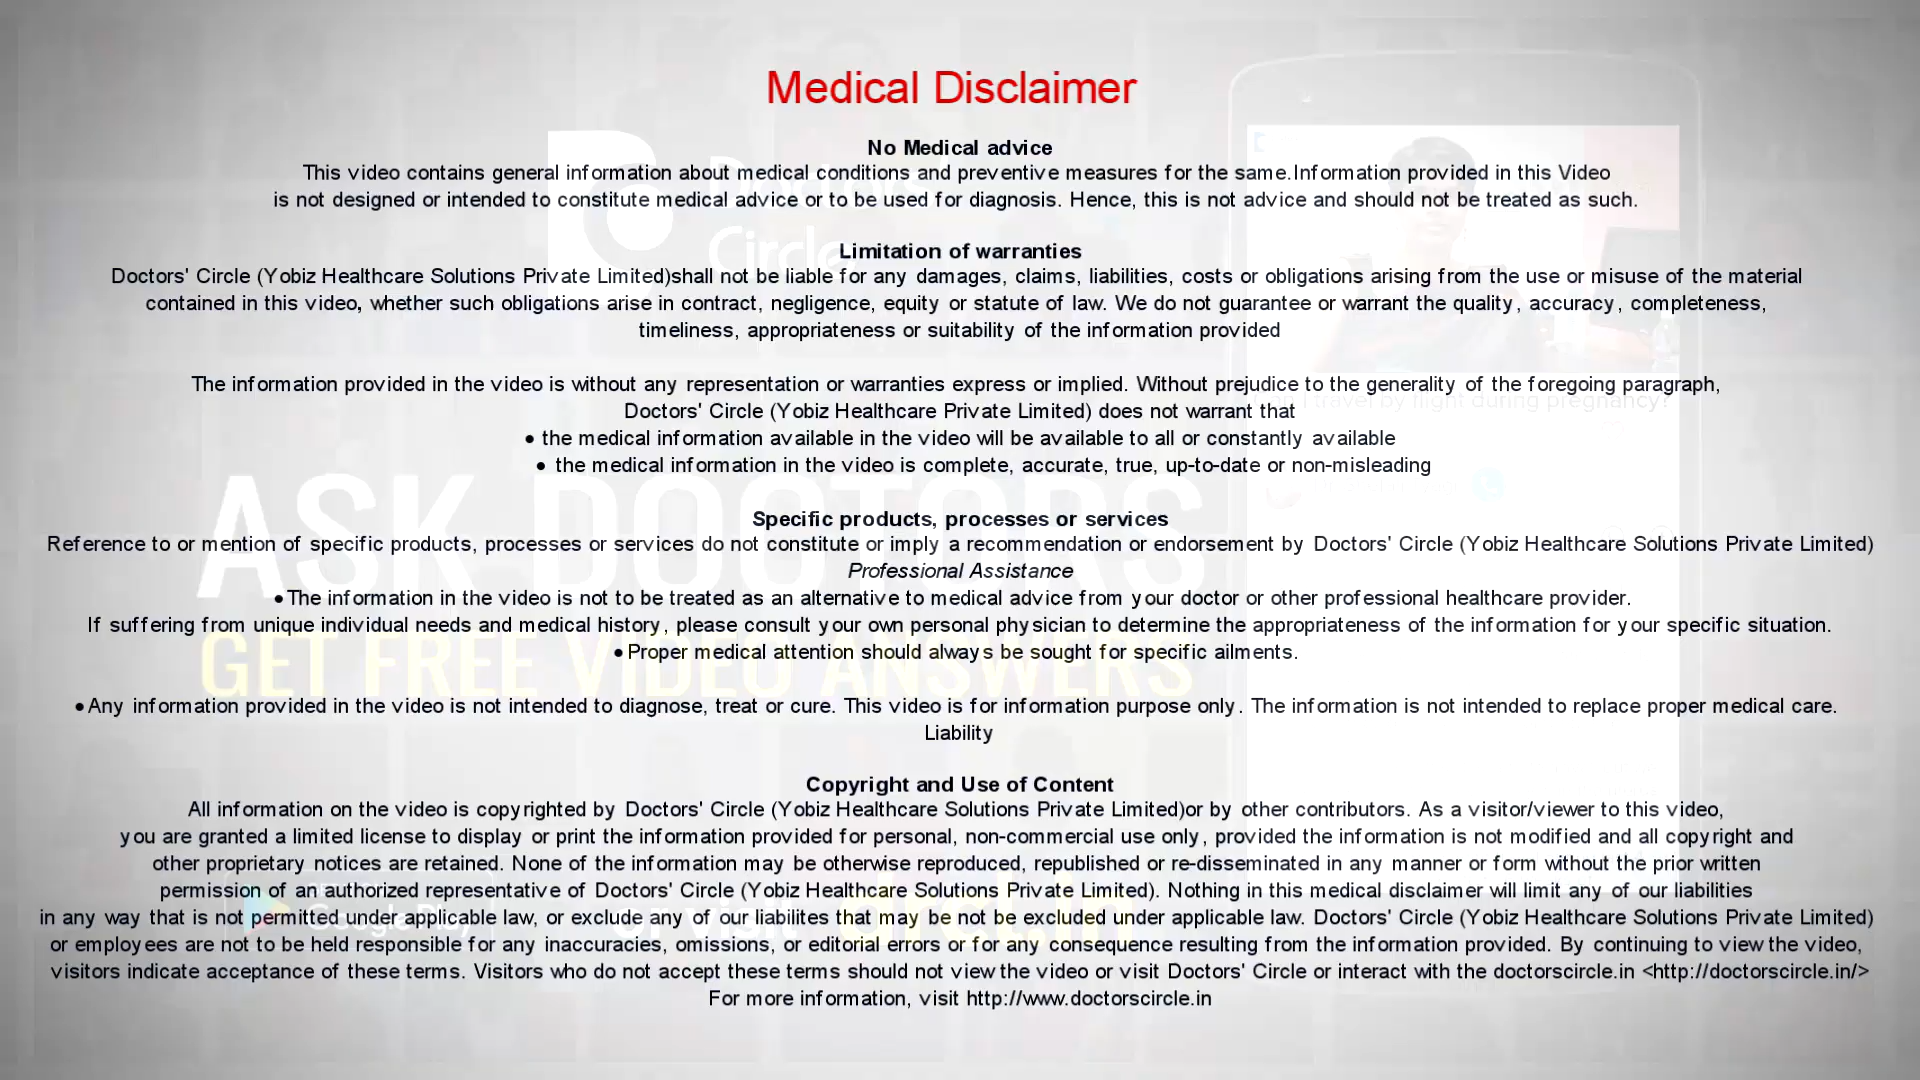 Medical Disclaimer
No Medical advice
This video contains general information about medical conditions and preventive measures for the same.Information provided in this Video
is not designed or intended to constitute medical advice or to be used for diagnosis. Hence, this is not advice and should not be treated as such.
Doctors'
Circle
Limitation of warranties
Doctors' Circle (Yobiz Healthcare Solutions Private Limited)shall not be liable for any damages, claims, liabilities, costs or obligations arising from the use or misuse of the material
contained in this video, whether such obligations arise in contract, negligence, equity or statute of law. We do not guarantee or warrant the quality, accuracy, completeness,
timeliness, appropriateness or suitability of the information provided
The information provided in the video is without any representation or warranties express or implied. Without prejudice to the generality of the foregoing paragraph,
Can I travel by flight during pregnancy?
Doctors' Circle (Yobiz Healthcare Private Limited) does not warrant that
• the medical information available in the video will be available to all or constantly available
• the medical information in the video is complete, accurate, true, up-to-date or non-misleading
ASK DOCTORS
Specific products, processes or services
Reference to or mention of specific products, processes or services do not constitute or imply a recommendation or endorsement by Doctors' Circle (Yobiz Healthcare Solutions Private Limited)
Professional Assistance
•The information in the video is not to be treated as an alternative to medical advice from your doctor or other professional healthcare provider.
If suffering from unique individual needs and medical history, please consult your own personal physician to determine the appropriateness of the information for your specific situation.
GET FREE VIDEO ANSWERS
•Proper medical attention should always be sought for specific ailments.
•Any information provided in the video is not intended to diagnose, treat or cure. This video is for information purpose only. The information is not intended to replace proper medical care.
Liability
Copyright and Use of Content
All information on the video is copyrighted by Doctors' Circle (Yobiz Healthcare Solutions Private Limited)or by other contributors. As a visitor/viewer to this video,
you are granted a limited license to display or print the information provided for personal, non-commercial use only, provided the information is not modified and all copyright and
other proprietary notices are retained. None of the information may be otherwise reproduced, republished or re-disseminated in any manner or form without the prior written
permission of an authorized representative of Doctors' Circle (Yobiz Healthcare Solutions Private Limited). Nothing in this medical disclaimer will limit any of our liabilities
Google Play
or visit drcl.in
in any way that is not permitted under applicable law, or exclude any of our liabilites that may be not be excluded under applicable law. Doctors' Circle (Yobiz Healthcare Solutions Private Limited)
or employees are not to be held responsible for any inaccuracies, omissions, or editorial errors or for any consequence resulting from the information provided. By continuing to view the video,
visitors indicate acceptance of these terms. Visitors who do not accept these terms should not view the video or visit Doctors' Circle or interact with the doctorscircle.in <http://doctorscircle.in/>
For more information, visit http://www.doctorscircle.in